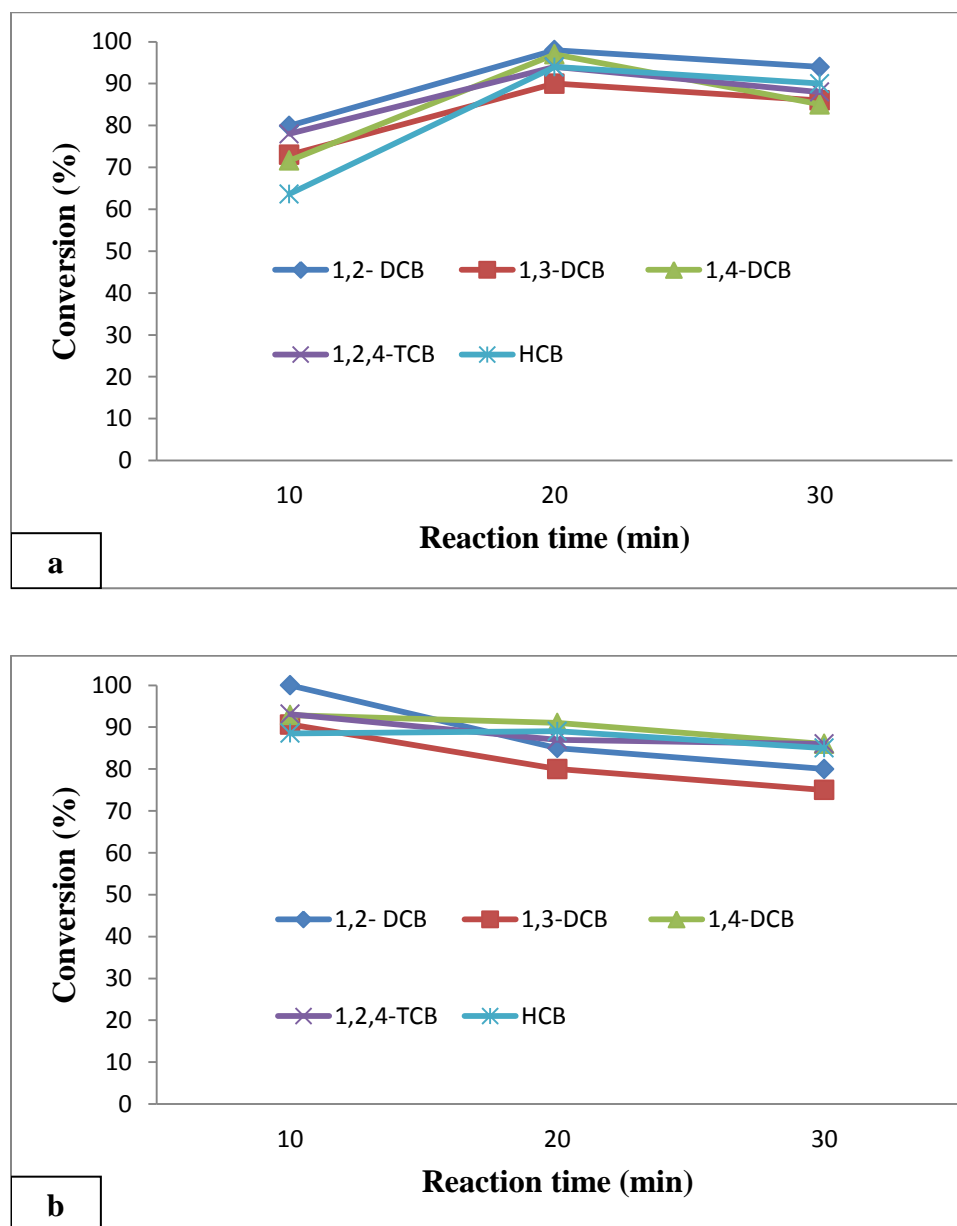 100
90
80
70
60
50
40
30
20
10
0
Conversion (%)
1,2- DCB 1,3-DCB 1,4-DCB
1,2,4-TCB HCB
10 20 30
Reaction time (min)
a
100
90
80
70
60
50
40
30
20
10
0
Conversion (%)
1,2- DCB 1,3-DCB 1,4-DCB
1,2,4-TCB HCB
10 20 30
Reaction time (min)
b